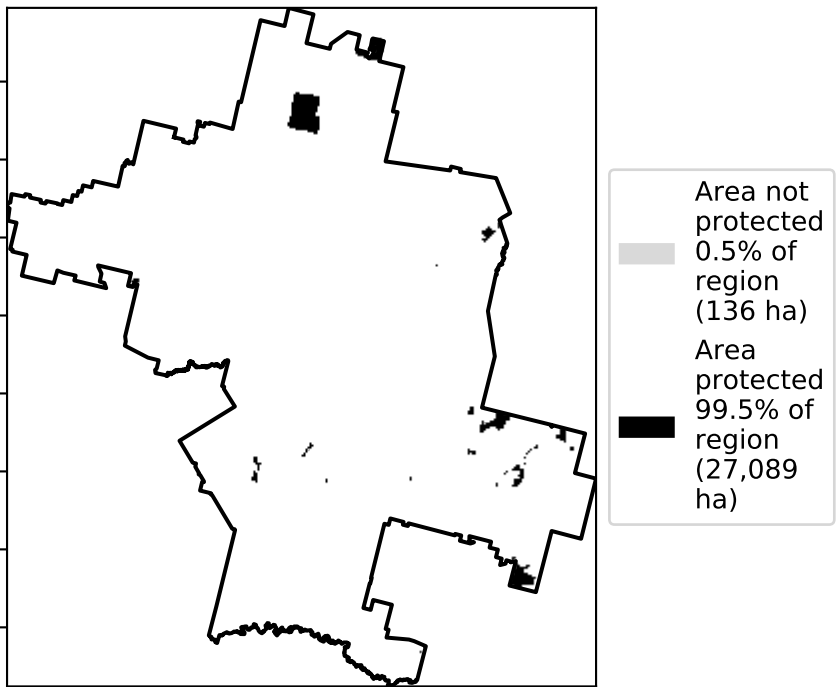 Area not
protected
0.5% of
region
(136 ha)
Area
protected
99.5% of
region
(27,089
ha)